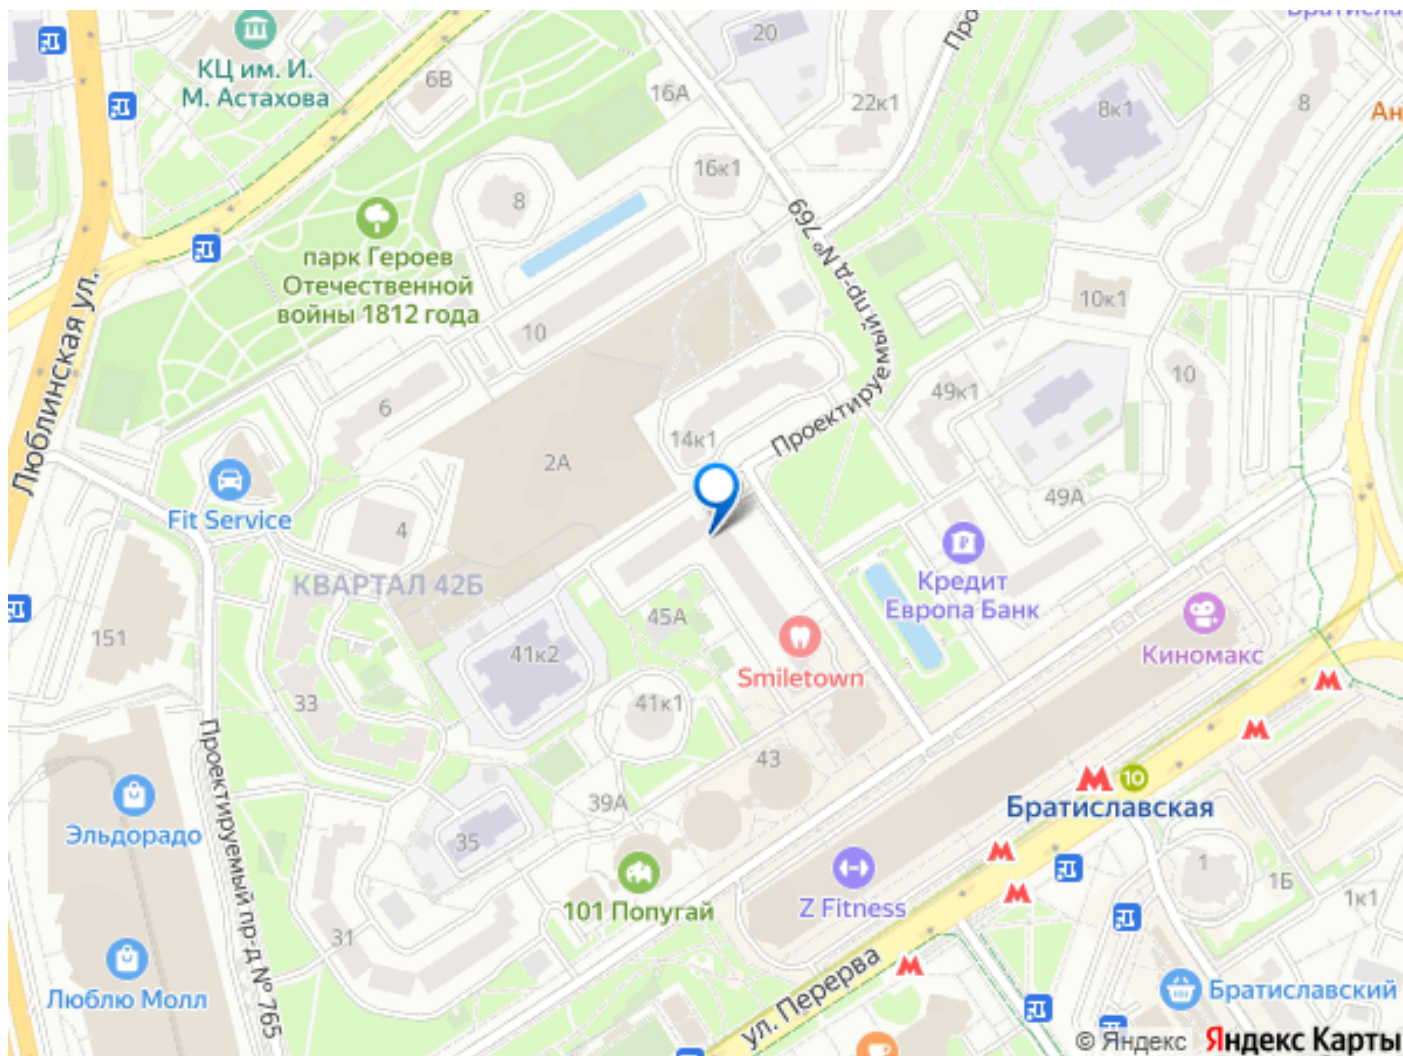 Братисла
20
КЦ им. И.
М. Астахова
6В
16А
22к1
Про
8к1
8
Ан
16к1
8
Проектируемый пр-д № 769
парк Героев
Отечественной
войны 1812 года
Люблинская ул.
10
10к1
10
6
49к1
14к1
2А
49А
Fit Service
4
КВАРТАЛ 42Б
Кредит
Европа Банк
45А
151
41к2
Smiletown
Киномакс
33
41к1
Проектируемый пр-д № 765
43
10
Братиславская
39А
Эльдорадо
35
101 Попугай
Z Fitness
1
1Б
1к1
31
Люблю Молл
ул. Перерва
Братиславский
© Яндекс Яндекс Карты